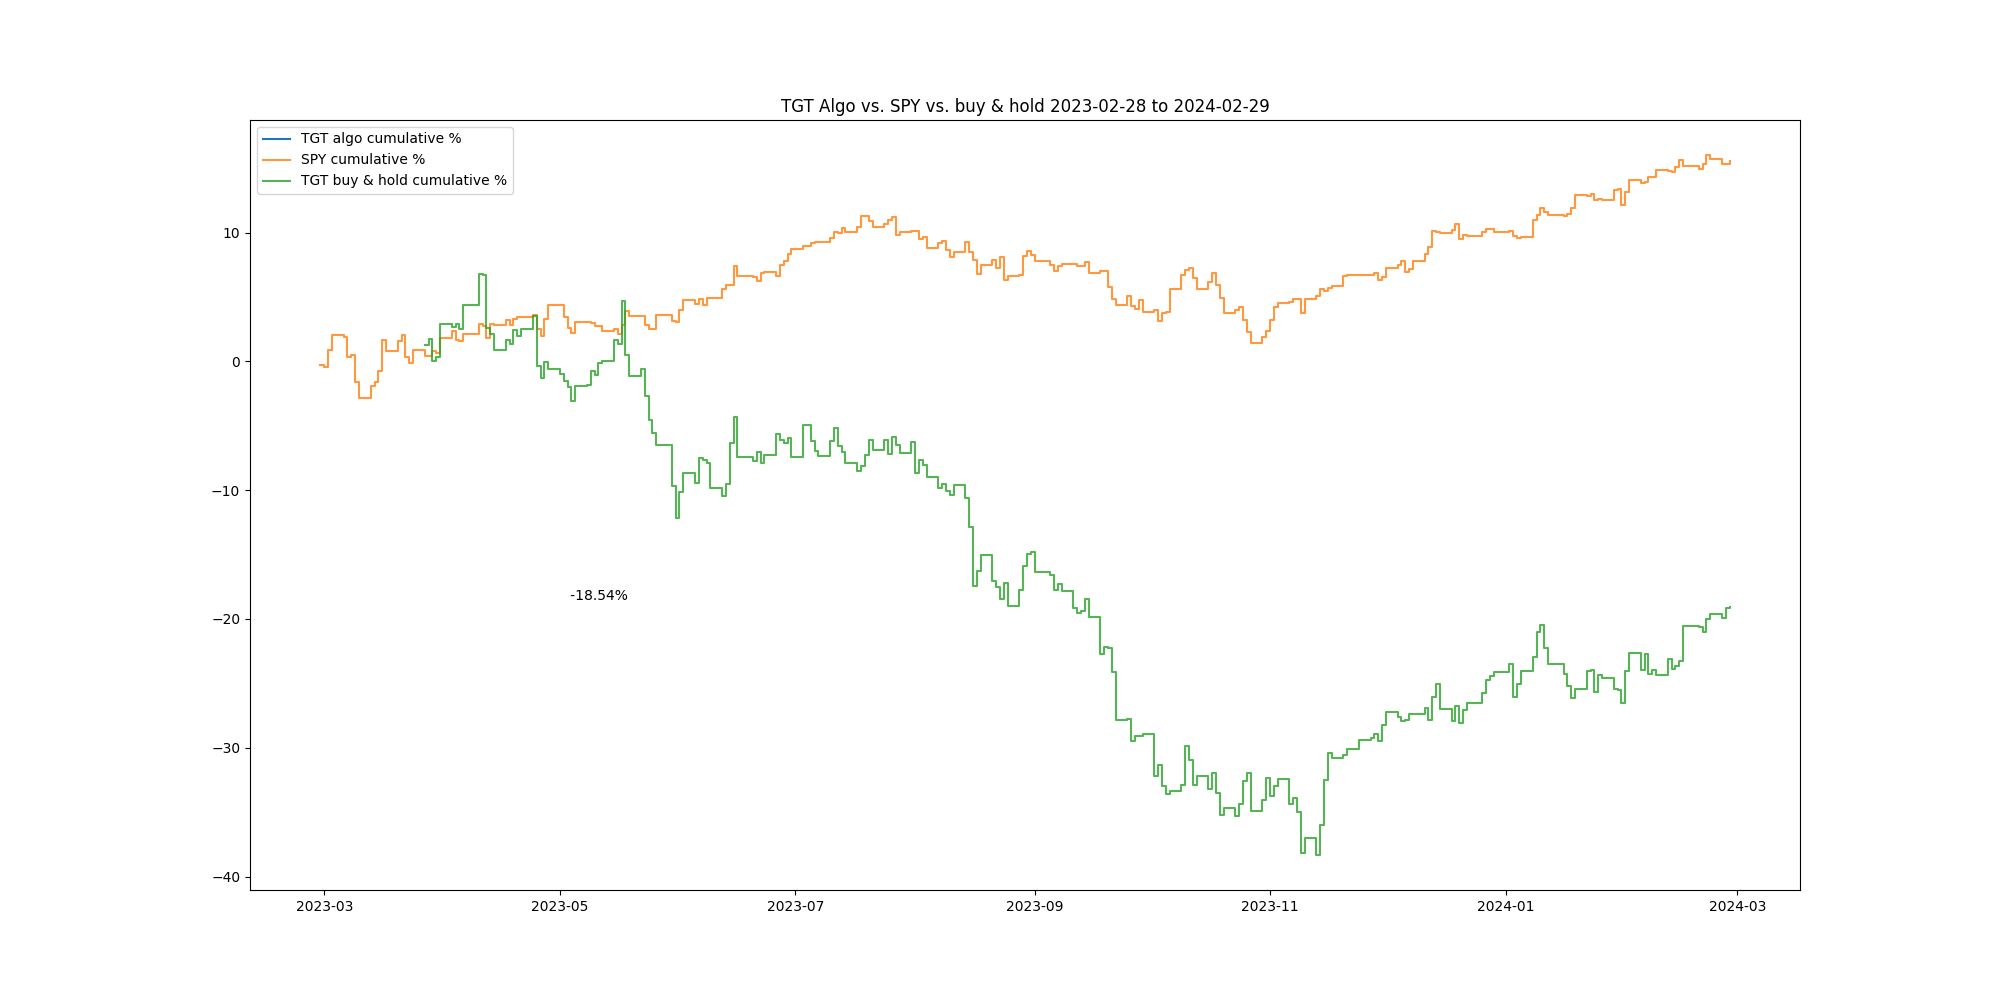 TGT Algo vs. SPY vs. buy & hold 2023-02-28 to 2024-02-29
TGT algo cumulative %
SPY cumulative %
TGT buy & hold cumulative %
10
0
−10
-18.54%
−20
−30
−40
2023-03 2023-05 2023-07 2023-09 2023-11 2024-01 2024-03